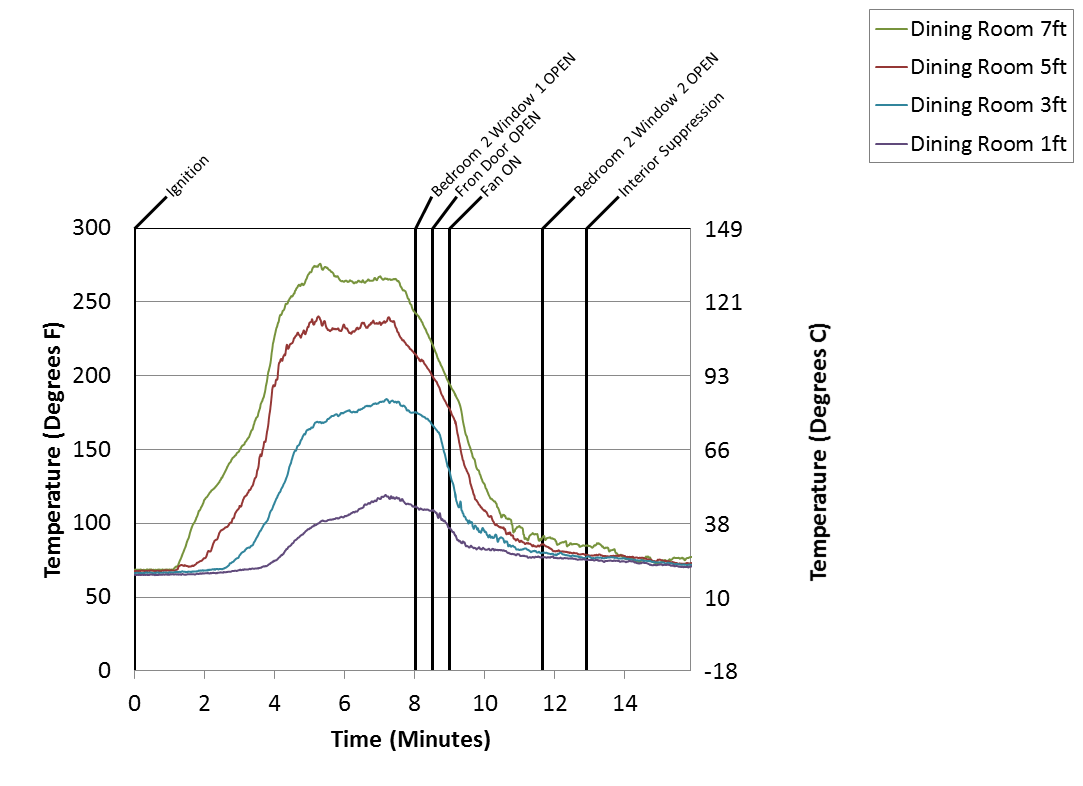 Dining Room 7ft
Dining Room 5ft
Dining Room 3ft
Dining Room 1ft
Ignition
Bedroom 2 Window 1 OPEN
Fron Door OPEN
Fan ON
Bedroom 2 Window 2 OPEN
Interior Suppression
300
250
200
150
100
50
0
Temperature (Degrees F)
149
121
93
66
38
10
-18
Temperature (Degrees C)
0 2 4 6 8 10 12 14
Time (Minutes)